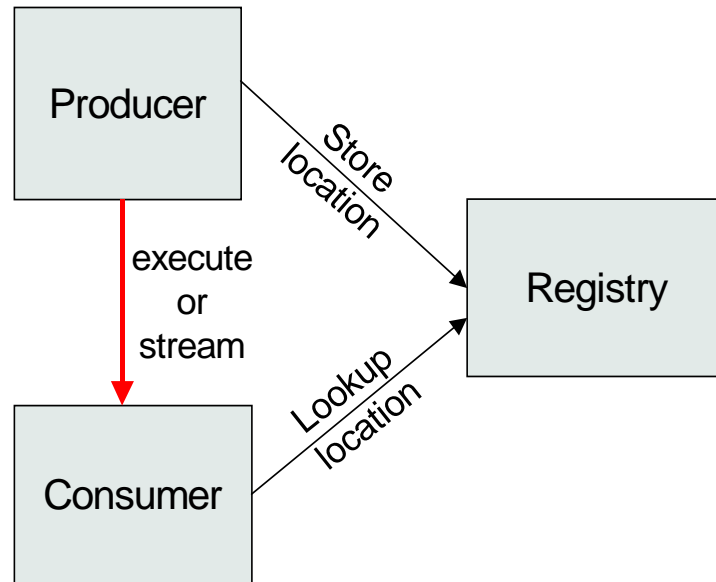 Producer
Store
location
execute
or
stream
Registry
Lookup
location
Consumer